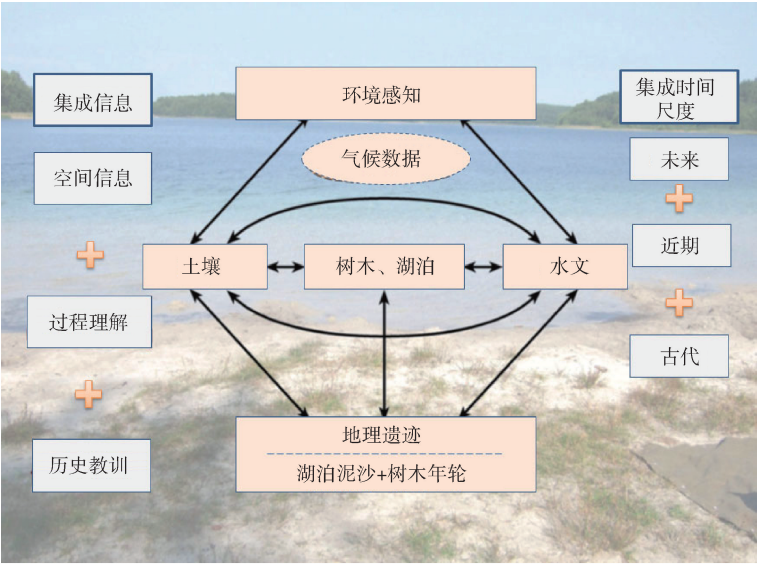 集成信息
空间信息
过程理解
历史教训
环境感知
气候数据
土壤
树木、湖泊
水文
地理遗迹
湖泊泥沙+树木年轮
集成时间
尺度
未来
近期
古代